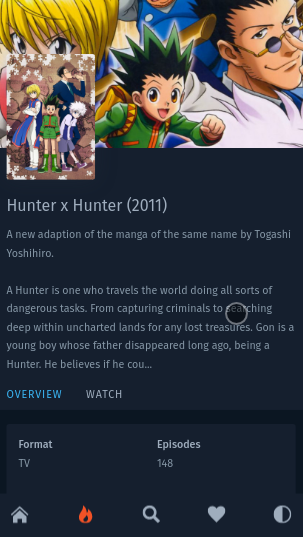 Hunter x Hunter (2011)
A new adaption of the manga of the same name by Togashi
Yoshihiro.
A Hunter is one who travels the world doing all sorts of
dangerous tasks. From capturing criminals to searching
deep within uncharted lands for any lost treasures. Gon is a
young boy whose father disappeared long ago, being a
Hunter. He believes if he cou...
OVERVIEW WATCH
Format Episodes
TV 148